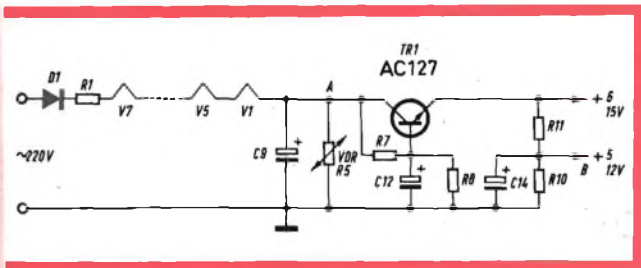 TR1
AC127
D1
R1
V7
V5
V1
A
+ 6
15V
R11
~220V
C9
+
VDR
R5
R7
C12
+
R8
+
C14
R10
+ 5
12V
B